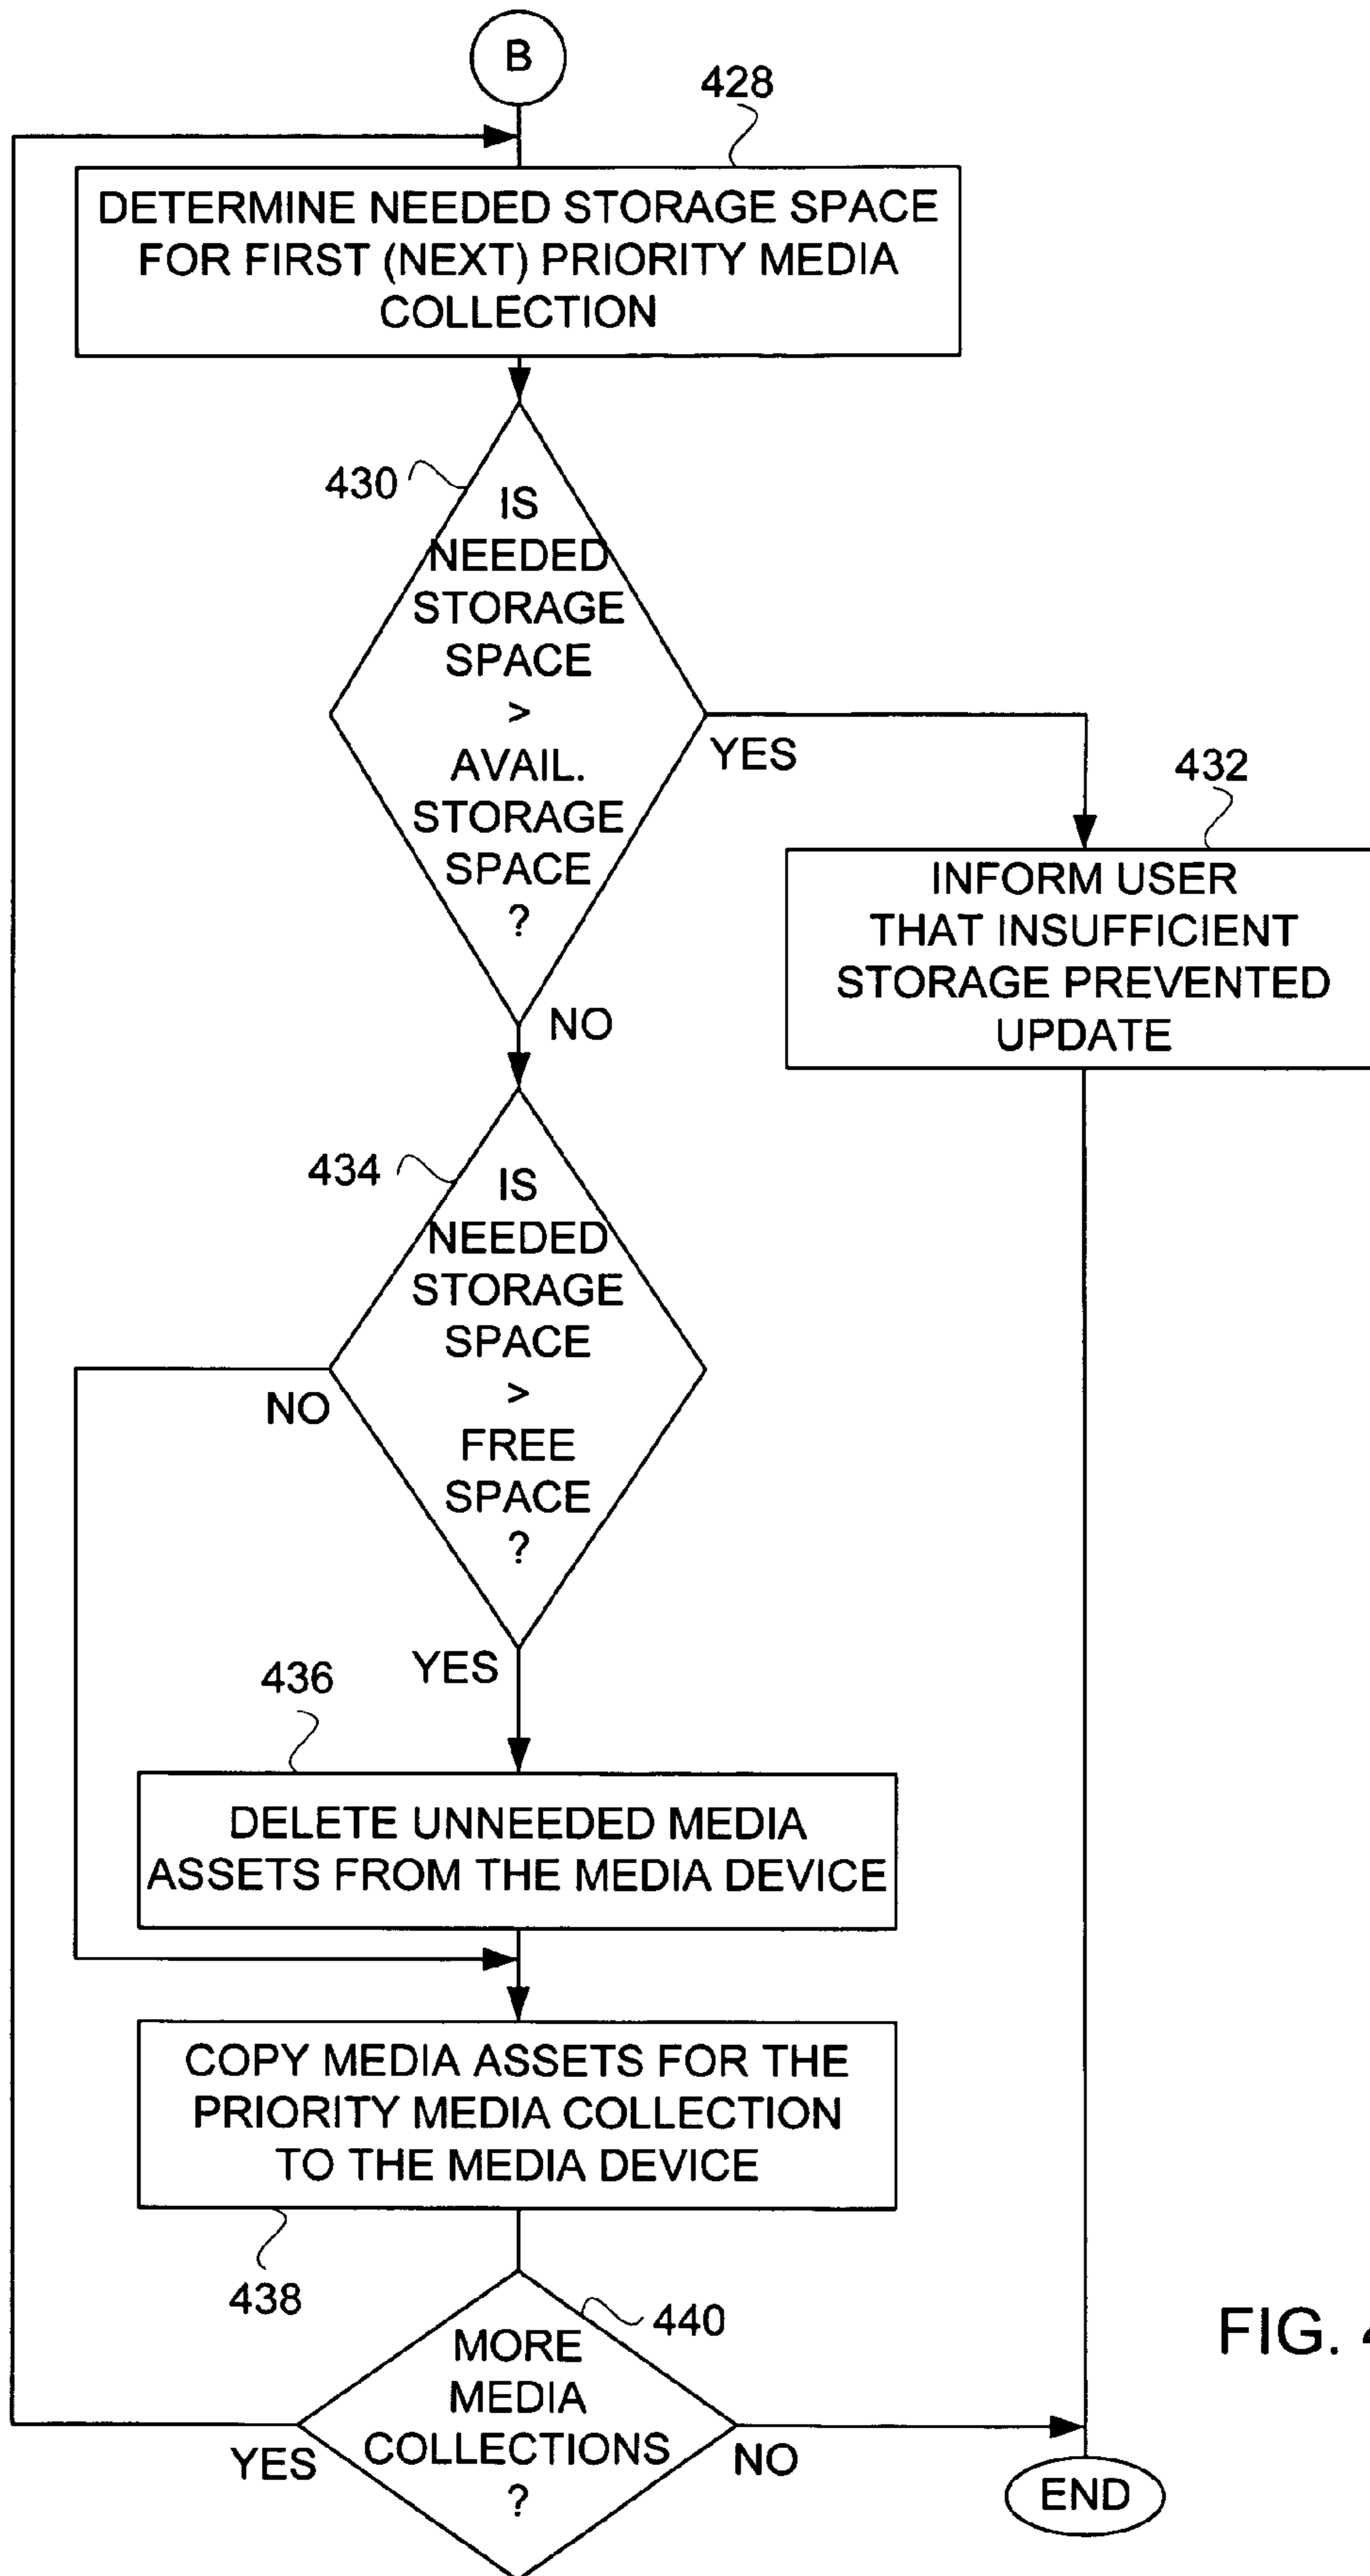 B
428
DETERMINE NEEDED STORAGE SPACE
FOR FIRST (NEXT) PRIORITY MEDIA
COLLECTION
430
IS
NEEDED
STORAGE
SPACE
>
AVAIL.
STORAGE
SPACE
?
YES
NO
432
INFORM USER
THAT INSUFFICIENT
STORAGE PREVENTED
UPDATE
434
IS
NEEDED
STORAGE
SPACE
>
FREE
SPACE
?
NO
YES
436
DELETE UNNEEDED MEDIA
ASSETS FROM THE MEDIA DEVICE
COPY MEDIA ASSETS FOR THE
PRIORITY MEDIA COLLECTION
TO THE MEDIA DEVICE
438
440
MORE
MEDIA
COLLECTIONS
?
YES
NO
END
FIG. 4